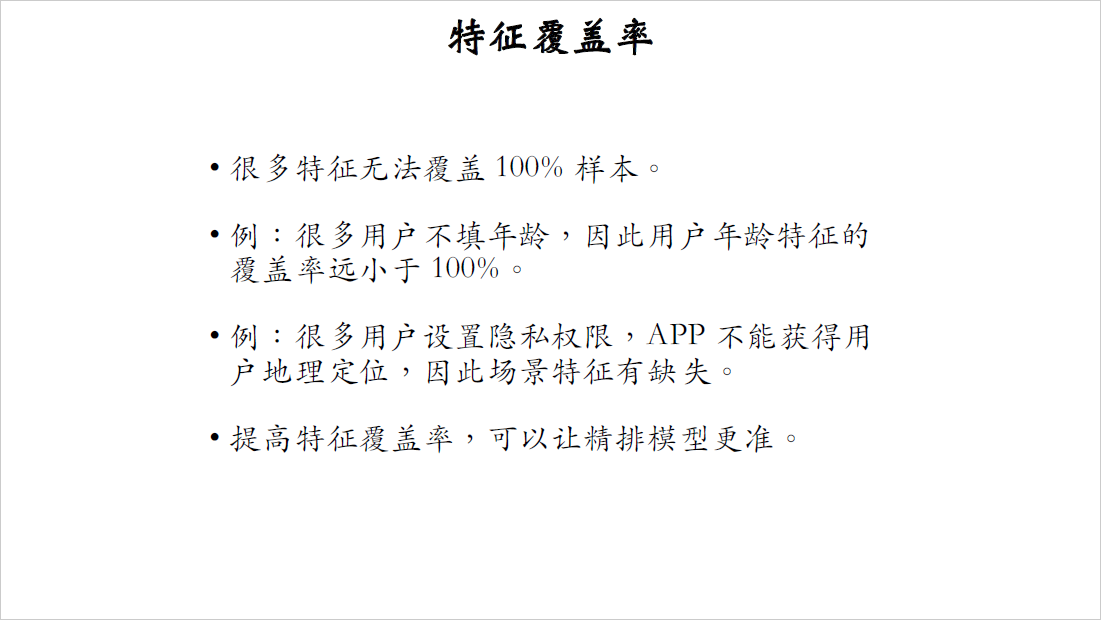 特征覆盖率
• 很多特征无法覆盖 100% 样本。
• 例：很多用户不填年龄，因此用户年龄特征的
覆盖率远小于 100%。
• 例：很多用户设置隐私权限，APP 不能获得用
户地理定位，因此场景特征有缺失。
• 提高特征覆盖率，可以让精排模型更准。